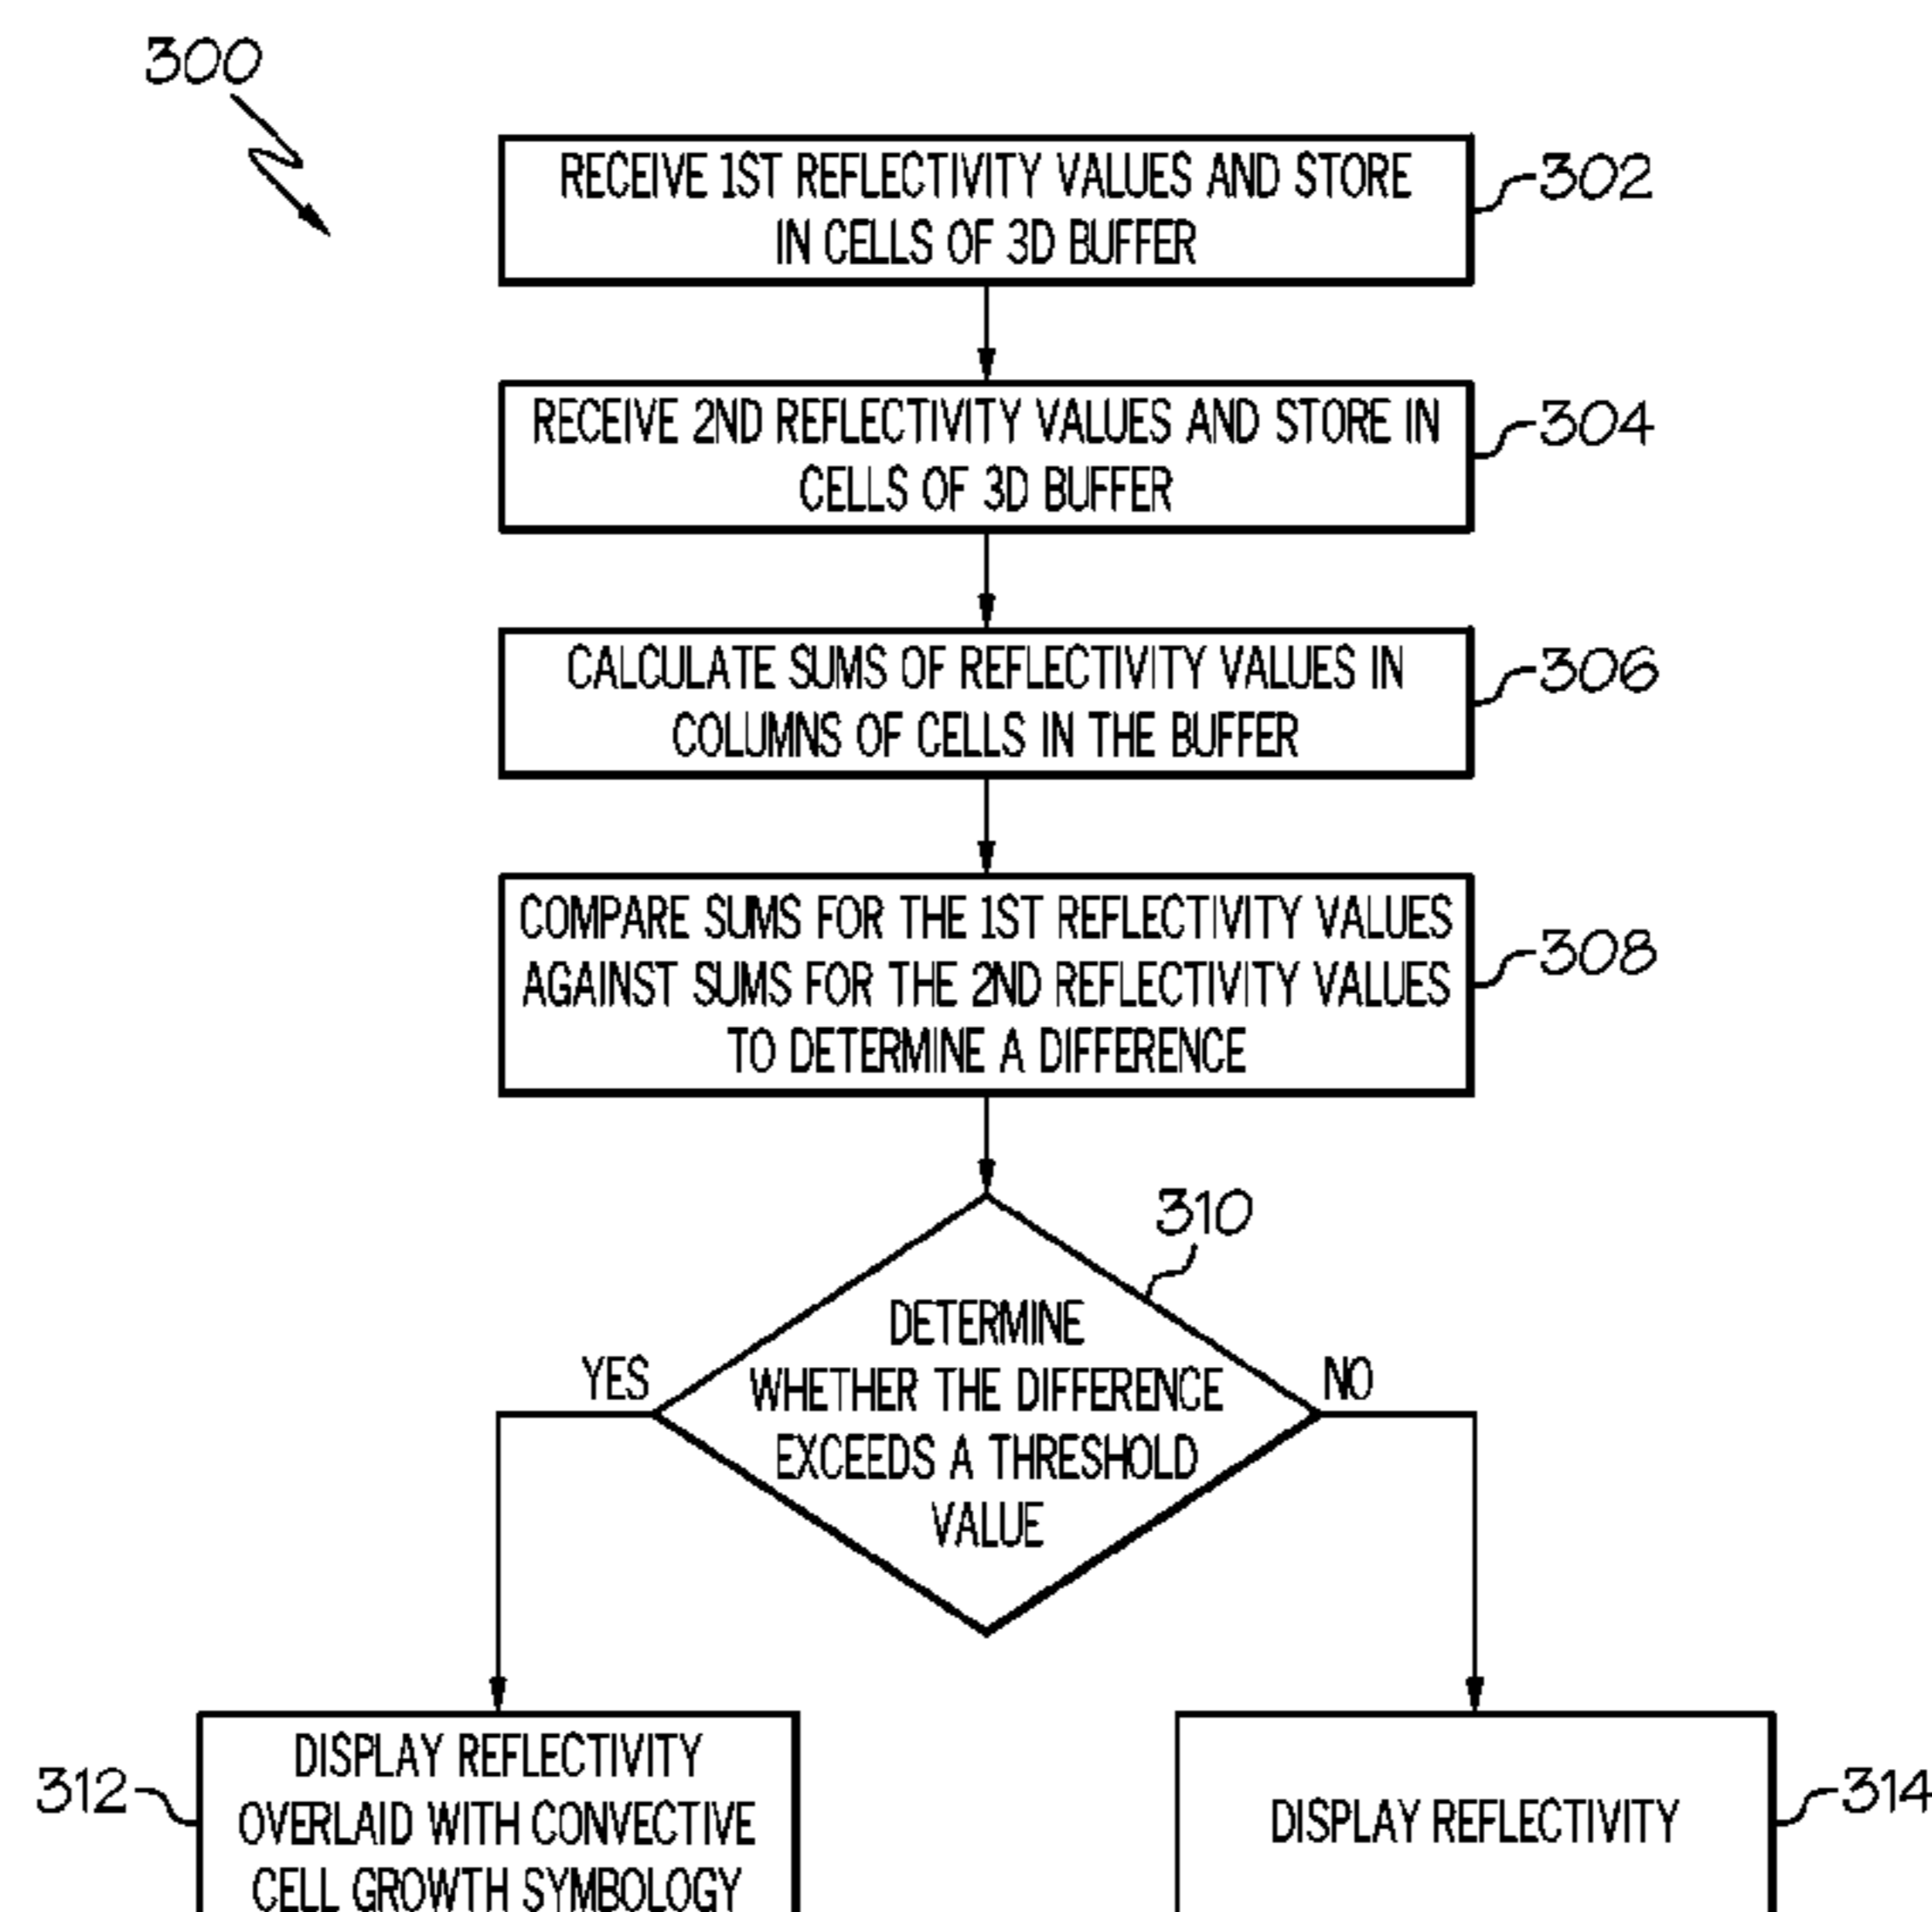 300
RECEIVE 1ST REFLECTIVITY VALUES AND STORE
IN CELLS OF 3D BUFFER
302
RECEIVE 2ND REFLECTIVITY VALUES AND STORE IN
CELLS OF 3D BUFFER
304
CALCULATE SUMS OF REFLECTIVITY VALUES IN
COLUMNS OF CELLS IN THE BUFFER
306
COMPARE SUMS FOR THE 1ST REFLECTIVITY VALUES
AGAINST SUMS FOR THE 2ND REFLECTIVITY VALUES
TO DETERMINE A DIFFERENCE
308
310
DETERMINE
WHETHER THE DIFFERENCE
EXCEEDS A THRESHOLD
VALUE
YES
NO
312
DISPLAY REFLECTIVITY
OVERLAID WITH CONVECTIVE
CELL GROWTH SYMBOLOGY
DISPLAY REFLECTIVITY
314